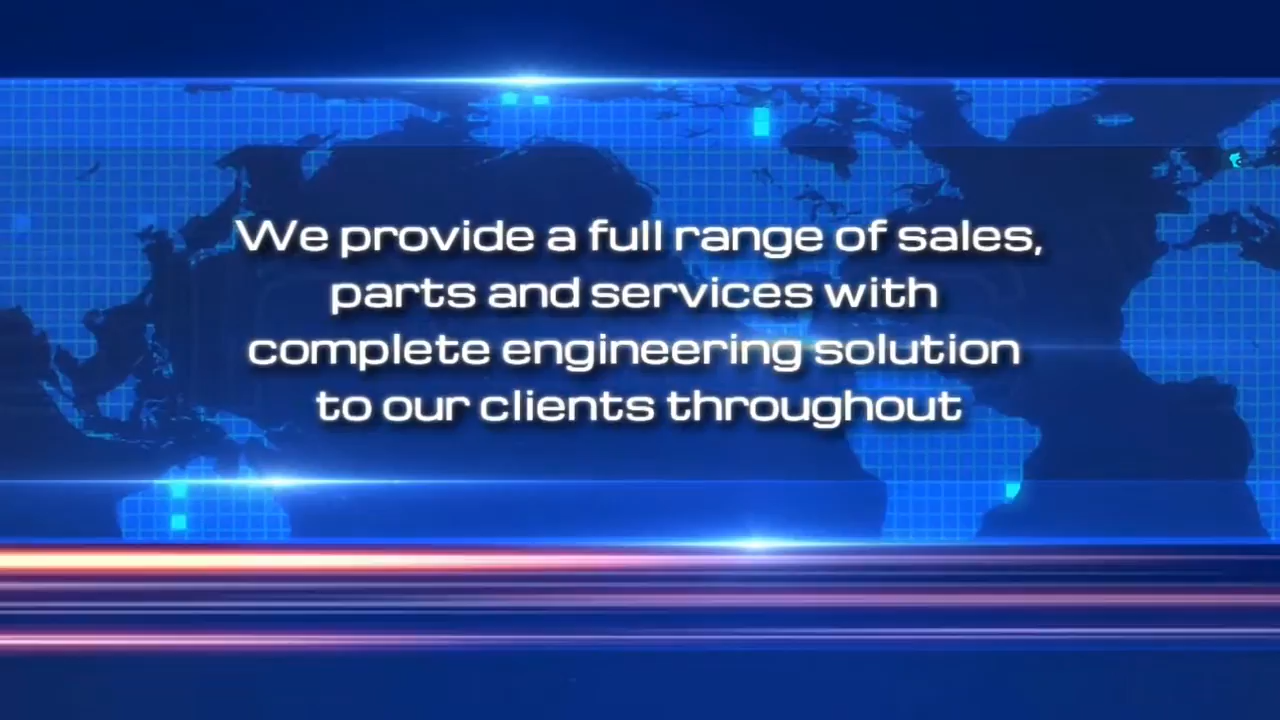 We provide a full range of sales,
parts and services with
complete engineering solution
to our clients throughout